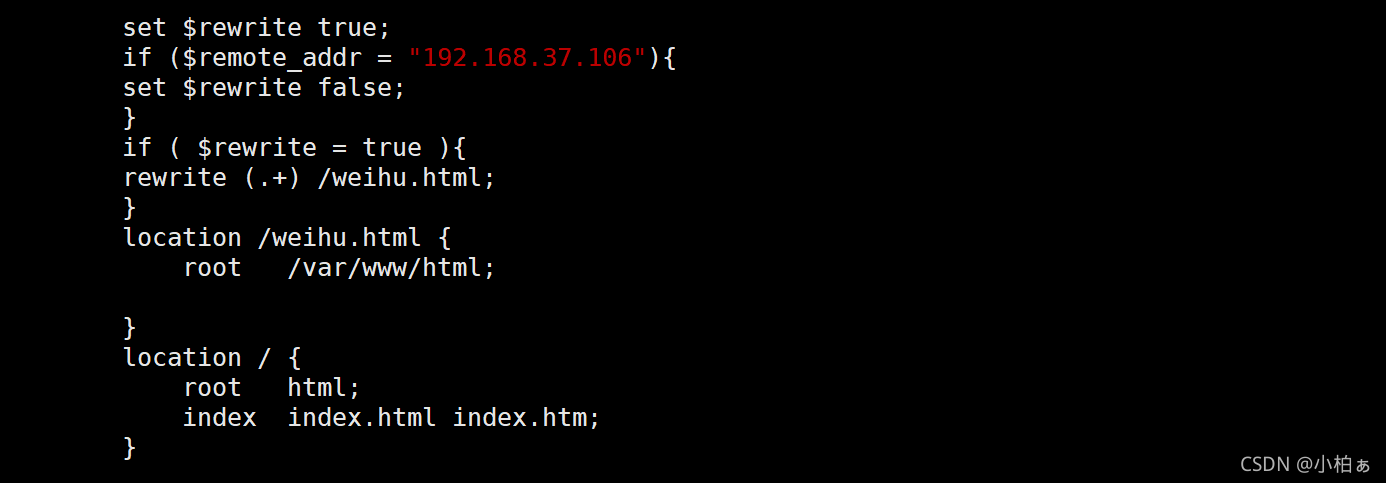 set $rewrite true;
if ($remote_addr = "192.168.37.106"){
set $rewrite false;
}
if ( $rewrite = true ){
rewrite (.+) /weihu.html;
}
location /weihu.html {
    root   /var/www/html;
}
location / {
    root   html;
    index  index.html index.htm;
}
CSDN @小柏ぁ